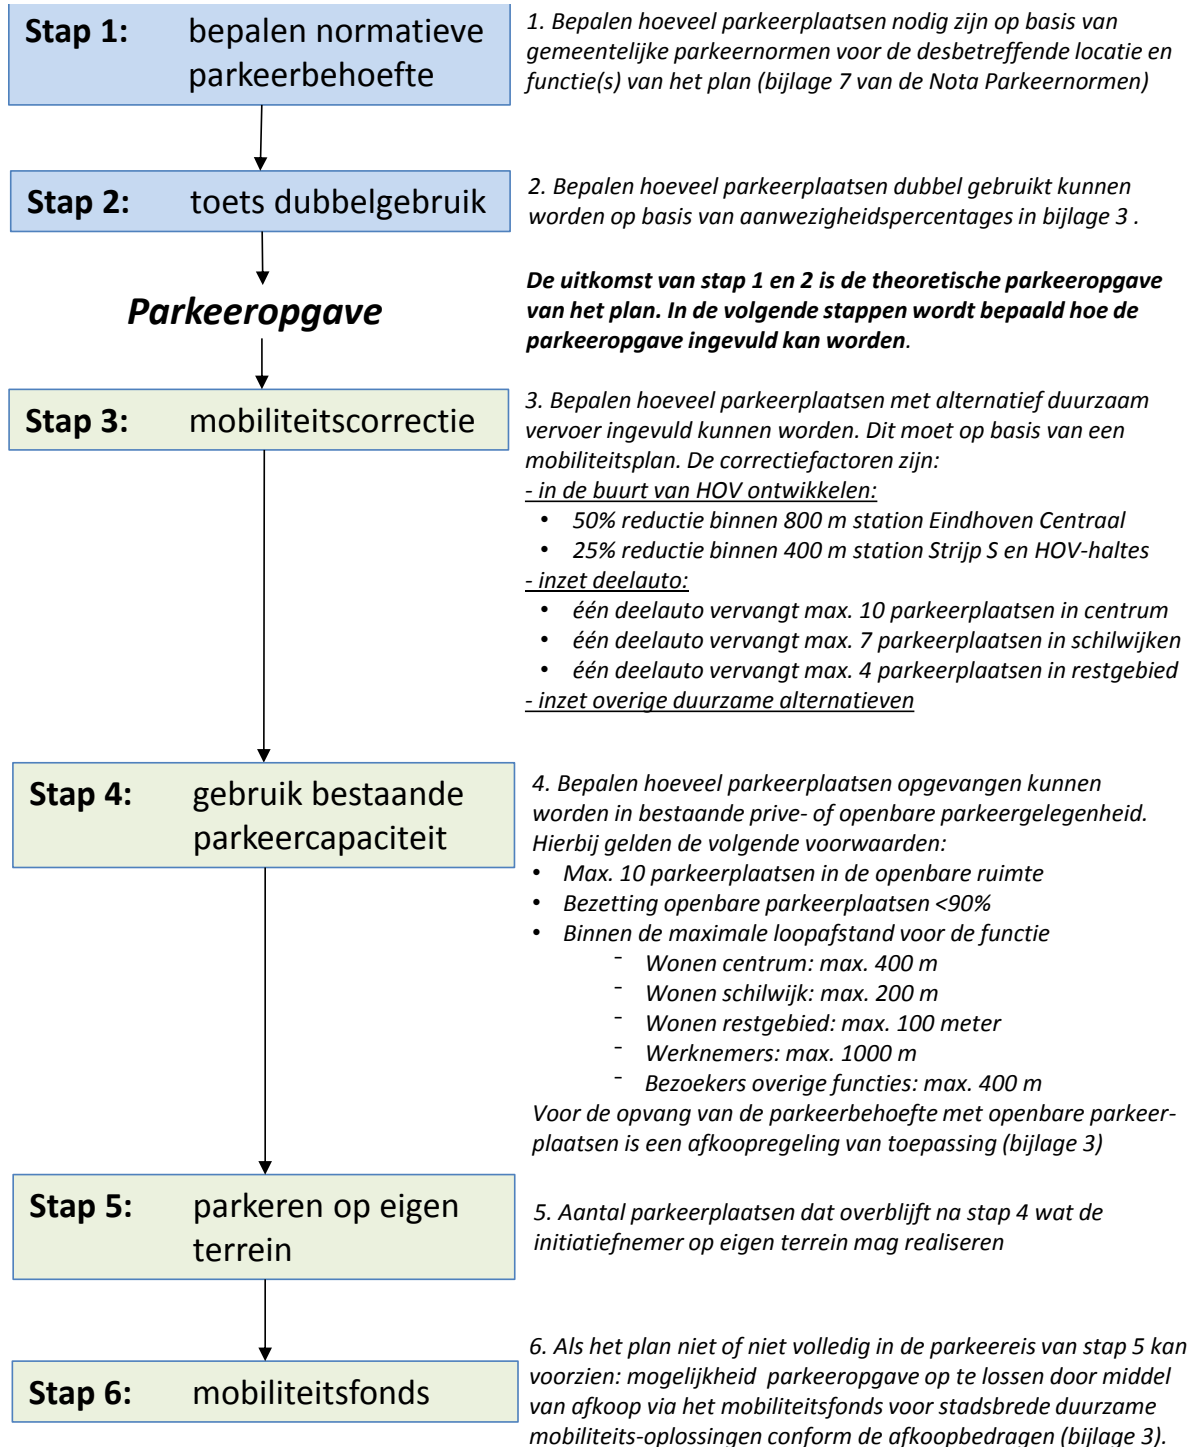 Stap 1: bepalen normatieve
parkeerbehoefte
1. Bepalen hoeveel parkeerplaatsen nodig zijn op basis van
gemeentelijke parkeernormen voor de desbetreffende locatie en
functie(s) van het plan (bijlage 7 van de Nota Parkeernormen)
Stap 2: toets dubbelgebruik
2. Bepalen hoeveel parkeerplaatsen dubbel gebruikt kunnen
worden op basis van aanwezigheidspercentages in bijlage 3 .
Parkeeropgave
De uitkomst van stap 1 en 2 is de theoretische parkeeropgave
van het plan. In de volgende stappen wordt bepaald hoe de
parkeeropgave ingevuld kan worden.
Stap 3: mobiliteitscorrectie
3. Bepalen hoeveel parkeerplaatsen met alternatief duurzaam
vervoer ingevuld kunnen worden. Dit moet op basis van een
mobiliteitsplan. De correctiefactoren zijn:
- in de buurt van HOV ontwikkelen:
• 50% reductie binnen 800 m station Eindhoven Centraal
• 25% reductie binnen 400 m station Strijp S en HOV-haltes
- inzet deelauto:
• één deelauto vervangt max. 10 parkeerplaatsen in centrum
• één deelauto vervangt max. 7 parkeerplaatsen in schilwijken
• één deelauto vervangt max. 4 parkeerplaatsen in restgebied
- inzet overige duurzame alternatieven
Stap 4: gebruik bestaande
parkeercapaciteit
4. Bepalen hoeveel parkeerplaatsen opgevangen kunnen
worden in bestaande prive- of openbare parkeergelegenheid.
Hierbij gelden de volgende voorwaarden:
• Max. 10 parkeerplaatsen in de openbare ruimte
• Bezetting openbare parkeerplaatsen <90%
• Binnen de maximale loopafstand voor de functie
- Wonen centrum: max. 400 m
- Wonen schilwijk: max. 200 m
- Wonen restgebied: max. 100 meter
- Werknemers: max. 1000 m
- Bezoekers overige functies: max. 400 m
Voor de opvang van de parkeerbehoefte met openbare parkeer-
plaatsen is een afkoopregeling van toepassing (bijlage 3)
Stap 5: parkeren op eigen
terrein
5. Aantal parkeerplaatsen dat overblijft na stap 4 wat de
initiatiefnemer op eigen terrein mag realiseren
Stap 6: mobiliteitsfonds
6. Als het plan niet of niet volledig in de parkeereis van stap 5 kan
voorzien: mogelijkheid parkeeropgave op te lossen door middel
van afkoop via het mobiliteitsfonds voor stadsbrede duurzame
mobiliteits-oplossingen conform de afkoopbedragen (bijlage 3).